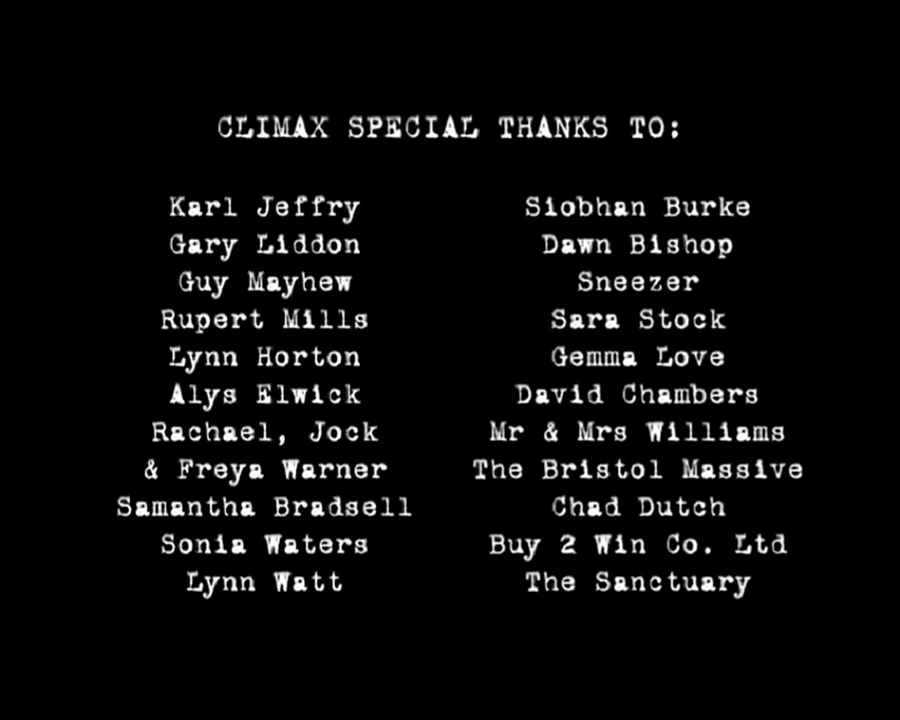 CLIMAX SPECIAL THANKS TO:
Karl Jeffry
Gary Liddon
Guy Mayhew
Rupert Mills
Lynn Horton
Alys Elwick
Rachael, Jock
& Freya Warner
Samantha Bradsell
Sonia Waters
Lynn Watt
Siobhan Burke
Dawn Bishop
Sneezer
Sara Stock
Gemma Love
David Chambers
Mr & Mrs Williams
The Bristol Massive
Chad Dutch
Buy 2 Win Co. Ltd
The Sanctuary